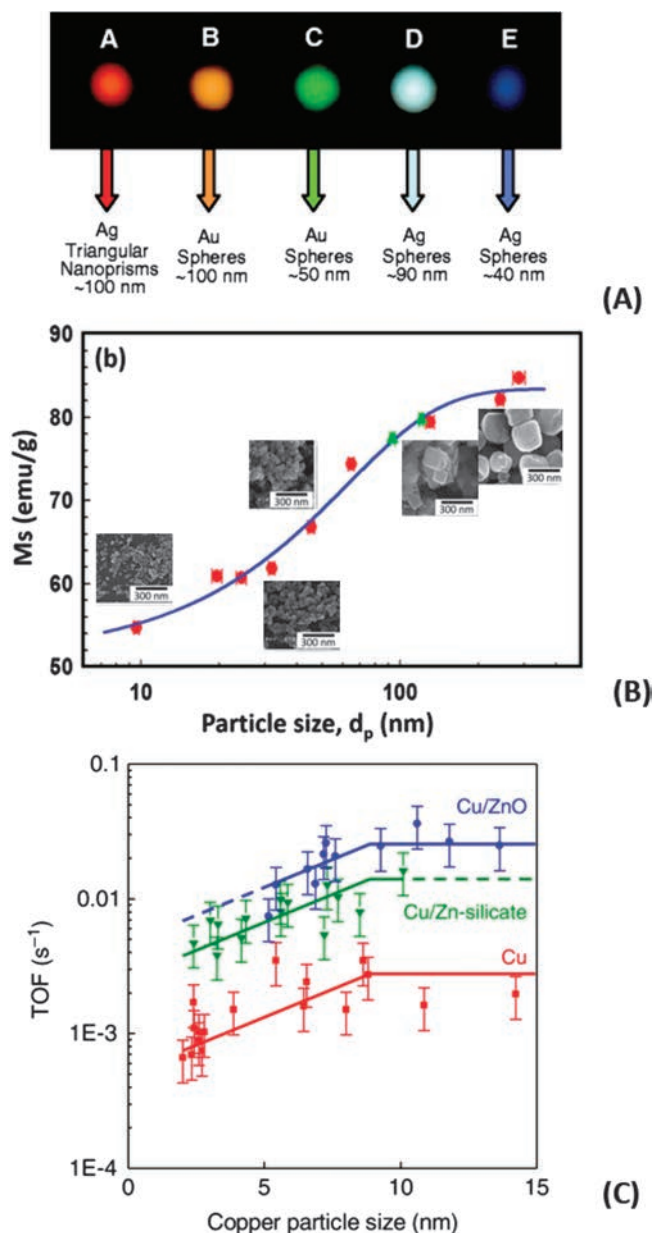 A B C D E
Ag
Triangular
Nanoprisms
~100 nm
Au
Spheres
~100 nm
Au
Spheres
~50 nm
Ag
Spheres
~90 nm
Ag
Spheres
~40 nm
(A)
90
(b)
80
70
60
50
Ms (emu/g)
300 nm
300 nm
300 nm
300 nm
300 nm
10 100
Particle size, dp (nm)
(B)
0.1
0.01
1E-3
1E-4
TOF (s⁻¹)
Cu/ZnO
Cu/Zn-silicate
Cu
0 5 10 15
Copper particle size (nm)
(C)